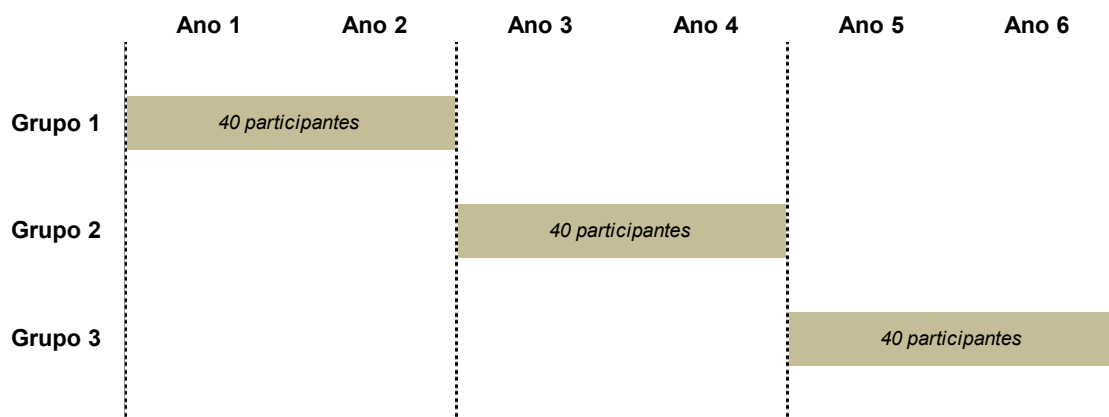 Ano 1 Ano 2 Ano 3 Ano 4 Ano 5 Ano 6
Grupo 1 40 participantes
Grupo 2 40 participantes
Grupo 3 40 participantes